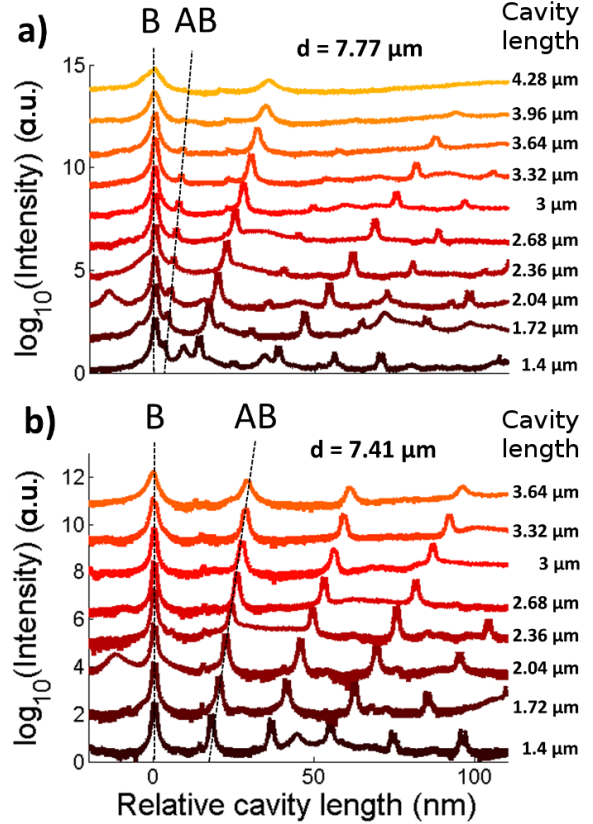 a)
B
AB
d = 7.77 µm
Cavity
length
15
10
5
0
log10(Intensity) (a.u.)
4.28 µm
3.96 µm
3.64 µm
3.32 µm
3 µm
2.68 µm
2.36 µm
2.04 µm
1.72 µm
1.4 µm
b)
B
AB
d = 7.41 µm
Cavity
length
12
10
8
6
4
2
0
log10(Intensity) (a.u.)
3.64 µm
3.32 µm
3 µm
2.68 µm
2.36 µm
2.04 µm
1.72 µm
1.4 µm
0
50
100
Relative cavity length (nm)